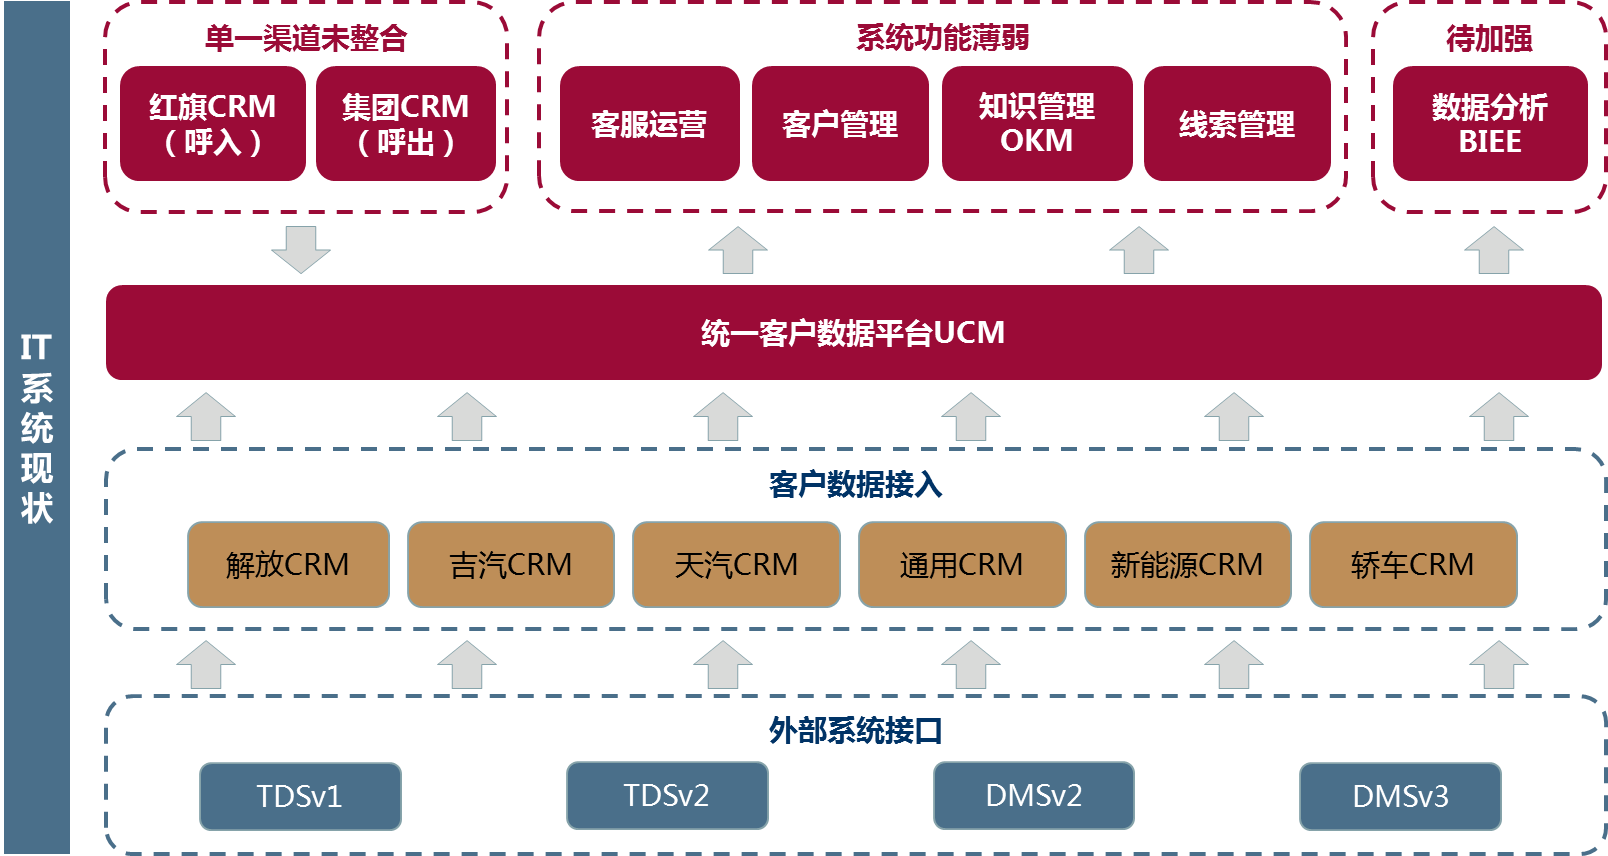 IT
系
统
现
状
单一渠道未整合
红旗CRM
（呼入）
集团CRM
（呼出）
系统功能薄弱
客服运营
客户管理
知识管理
OKM
线索管理
待加强
数据分析
BIEE
统一客户数据平台UCM
客户数据接入
解放CRM
吉汽CRM
天汽CRM
通用CRM
新能源CRM
轿车CRM
外部系统接口
TDSv1
TDSv2
DMSv2
DMSv3